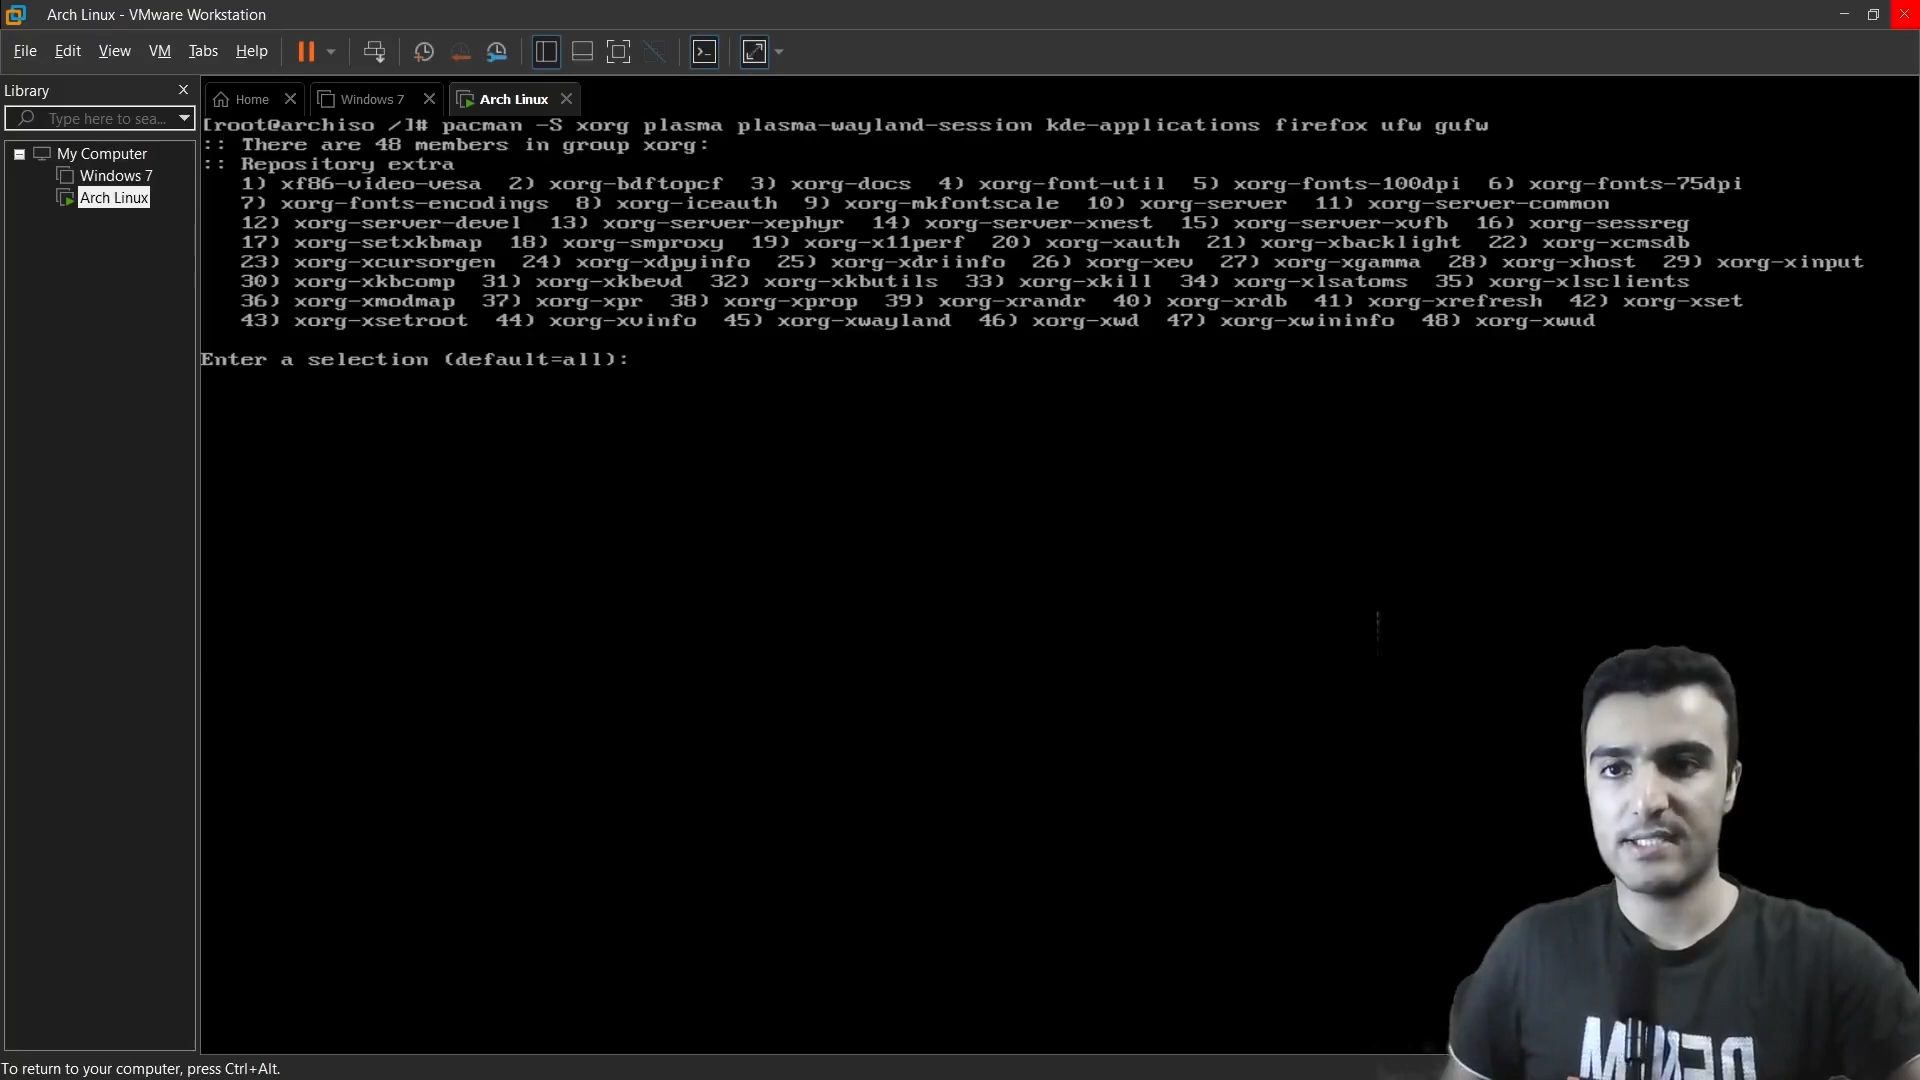 Arch Linux - VMware Workstation
File Edit View VM Tabs Help
Library
Type here to sea...
My Computer
Windows 7
Arch Linux
Home Windows 7 Arch Linux
[root@archiso /]# pacman -S xorg plasma plasma-wayland-session kde-applications firefox ufw gufw
:: There are 48 members in group xorg:
:: Repository extra
1) xf86-video-vesa 2) xorg-bdftopcf 3) xorg-docs 4) xorg-font-util 5) xorg-fonts-100dpi 6) xorg-fonts-75dpi
7) xorg-fonts-encodings 8) xorg-iceauth 9) xorg-mkfontscale 10) xorg-server 11) xorg-server-common
12) xorg-server-devel 13) xorg-server-xephyr 14) xorg-server-xnest 15) xorg-server-xvfb 16) xorg-sessreg
17) xorg-setxkbmap 18) xorg-smproxy 19) xorg-x11perf 20) xorg-xauth 21) xorg-xbacklight 22) xorg-xcmsdb
23) xorg-xcursorgen 24) xorg-xdpyinfo 25) xorg-xdriinfo 26) xorg-xev 27) xorg-xgamma 28) xorg-xhost 29) xorg-xinput
30) xorg-xkbcomp 31) xorg-xkbevd 32) xorg-xkbutils 33) xorg-xkill 34) xorg-xlsatoms 35) xorg-xlsclients
36) xorg-xmodmap 37) xorg-xpr 38) xorg-xprop 39) xorg-xrandr 40) xorg-xrdb 41) xorg-xrefresh 42) xorg-xset
43) xorg-xsetroot 44) xorg-xvinfo 45) xorg-xwayland 46) xorg-xwd 47) xorg-xwininfo 48) xorg-xwud
Enter a selection (default=all):
To return to your computer, press Ctrl+Alt.